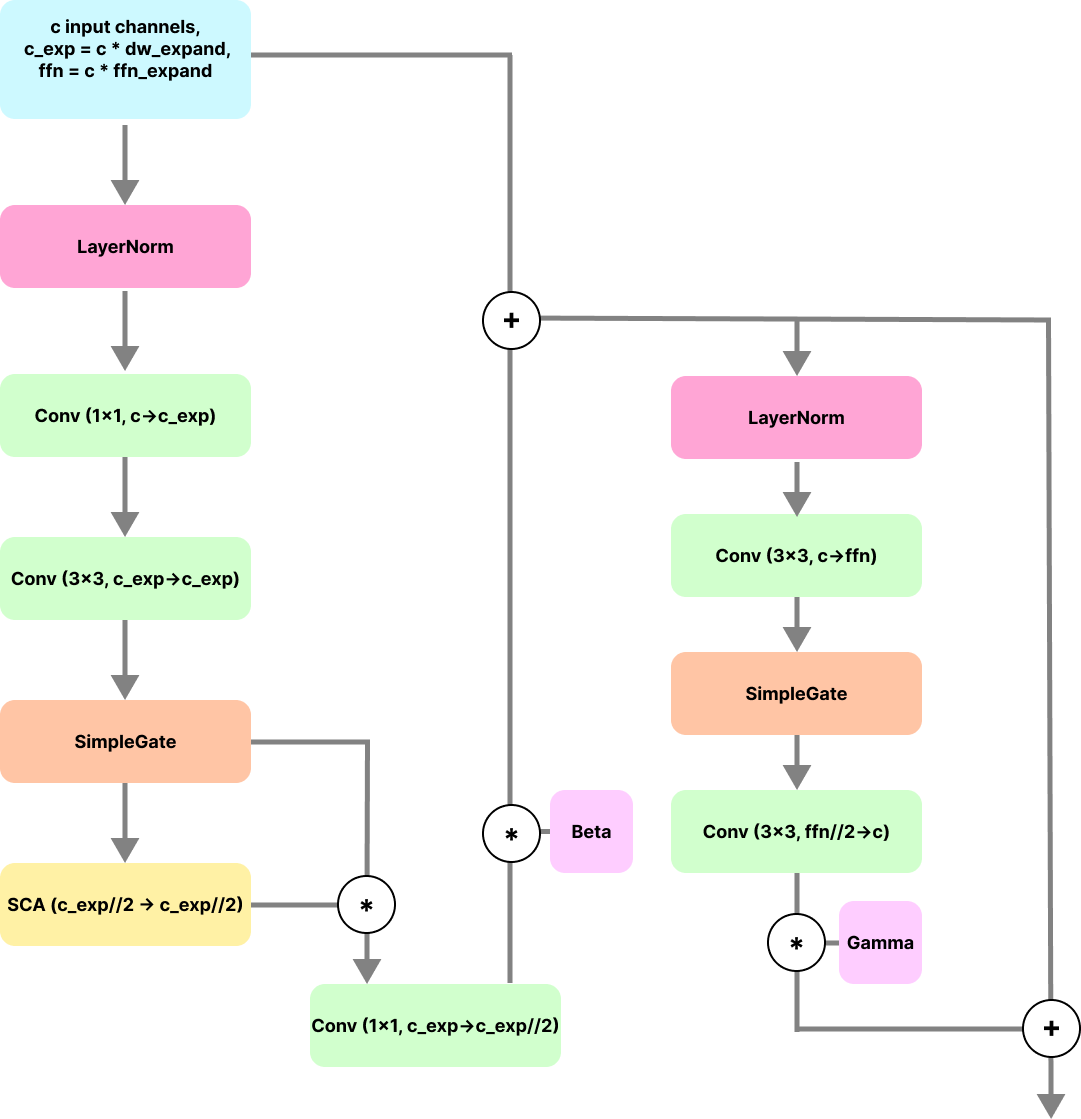 c input channels,
c_exp = c * dw_expand,
ffn = c * ffn_expand
LayerNorm
Conv (1×1, c→c_exp)
Conv (3×3, c_exp→c_exp)
SimpleGate
SCA (c_exp//2 → c_exp//2)
*
Conv (1×1, c_exp→c_exp//2)
*
Beta
+
LayerNorm
Conv (3×3, c→ffn)
SimpleGate
Conv (3×3, ffn//2→c)
*
Gamma
+